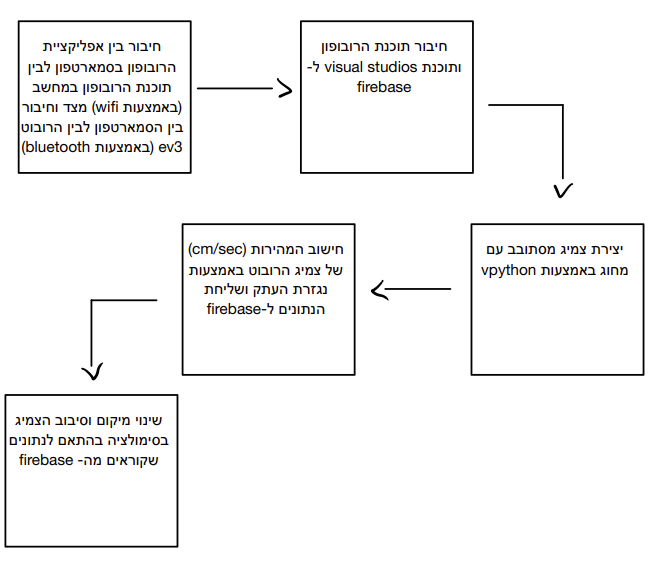 חיבור בין אפליקציית
הרובופון בסמארטפון לבין
תוכנת הרובופון במחשב
(באמצעות wifi) מצד וחיבור
בין הסמארטפון לבין הרובוט
ev3 (באמצעות bluetooth)
חיבור תוכנת הרובופון
ותוכנת visual studios ל-
firebase
יצירת צמיג מסתובב עם
מחוג באמצעות vpython
חישוב המהירות (cm/sec)
של צמיג הרובוט באמצעות
נגזרת העתק ושליחת
הנתונים ל-firebase
שינוי מיקום וסיבוב הצמיג
בסימולציה בהתאם לנתונים
שקוראים מה- firebase